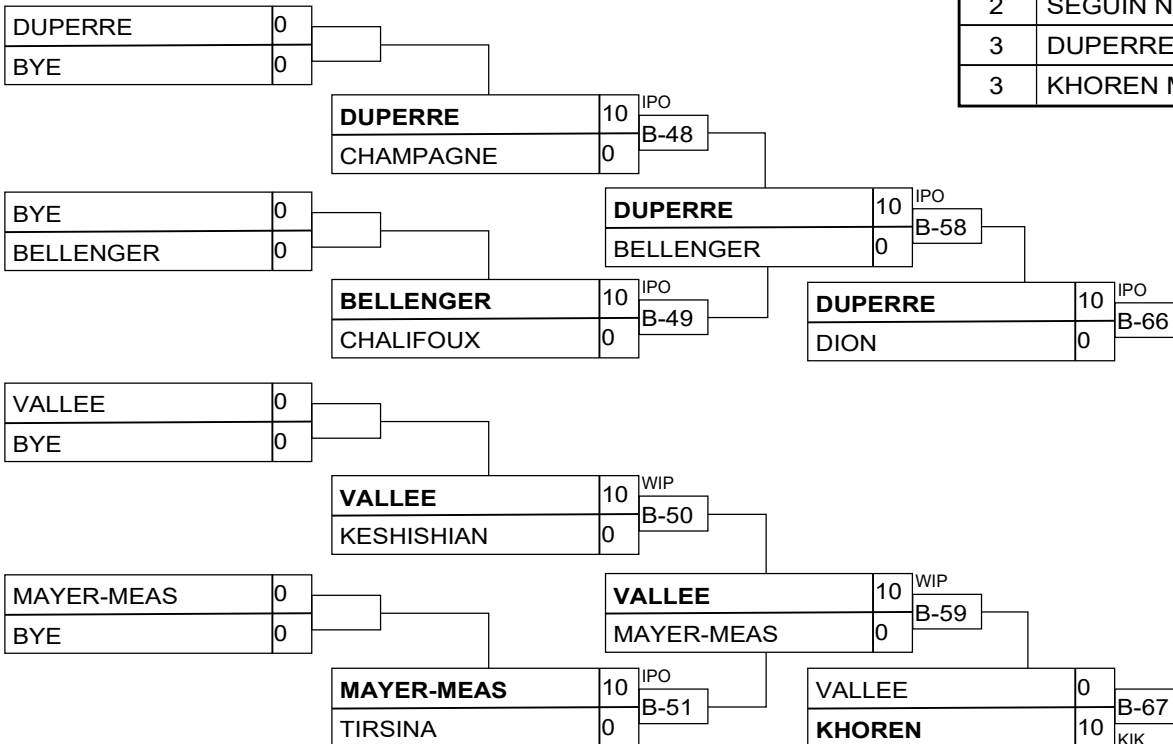 2 SEGUIN N
3 DUPERRE
3 KHOREN
DUPERRE 0
BYE 0
DUPERRE 10 IPO
B-48
CHAMPAGNE 0
BYE 0
BELLENGER 0
DUPERRE 10 IPO
B-58
BELLENGER 0
BELLENGER 10 IPO
B-49
CHALIFOUX 0
DUPERRE 10 IPO
B-66
DION 0
VALLEE 0
BYE 0
VALLEE 10 WIP
B-50
KESHISHIAN 0
MAYER-MEAS 0
BYE 0
VALLEE 10 WIP
B-59
MAYER-MEAS 0
MAYER-MEAS 10 IPO
B-51
TIRSINA 0
VALLEE 0
B-67
KHOREN 10 KIK